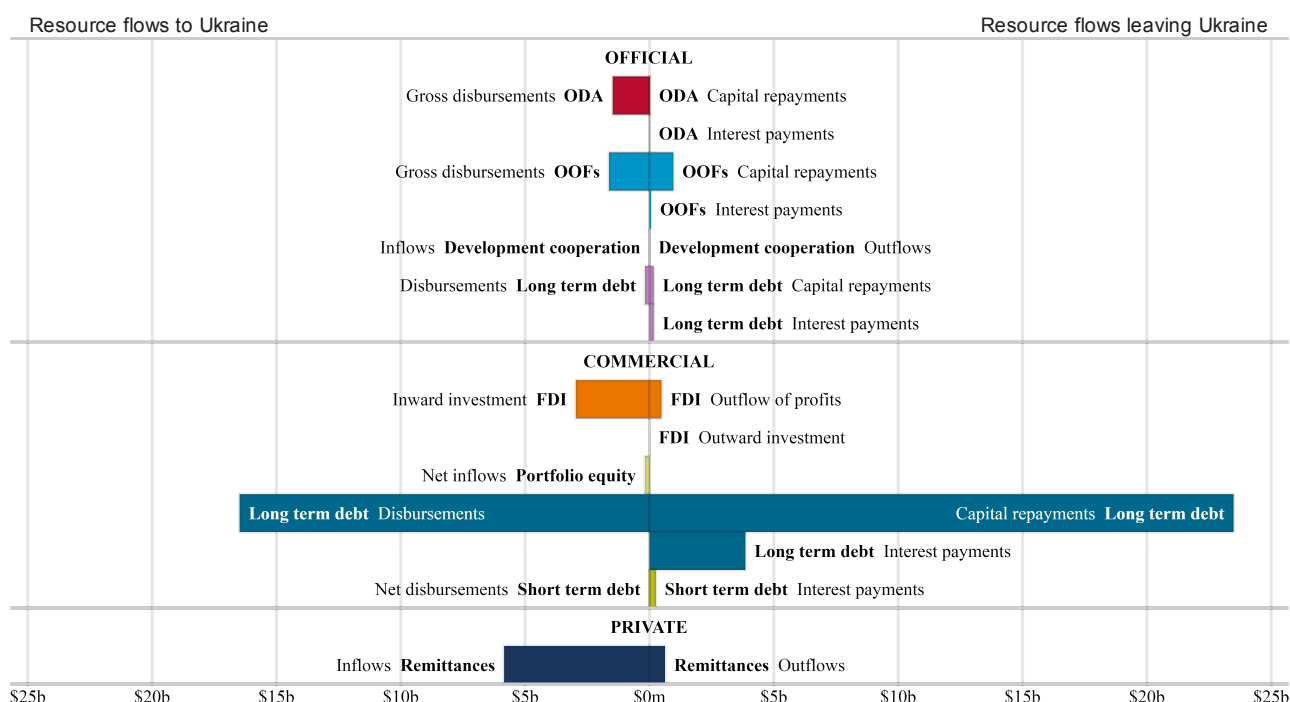 Resource flows to Ukraine Resource flows leaving Ukraine
OFFICIAL
Gross disbursements ODA ODA Capital repayments
ODA Interest payments
Gross disbursements OOFs OOFs Capital repayments
OOFs Interest payments
Inflows Development cooperation Development cooperation Outflows
Disbursements Long term debt Long term debt Capital repayments
Long term debt Interest payments
COMMERCIAL
Inward investment FDI FDI Outflow of profits
FDI Outward investment
Net inflows Portfolio equity
Long term debt Disbursements Capital repayments Long term debt
Long term debt Interest payments
Net disbursements Short term debt Short term debt Interest payments
PRIVATE
Inflows Remittances Remittances Outflows
$25b $20b $15b $10b $5b $0m $5b $10b $15b $20b $25b